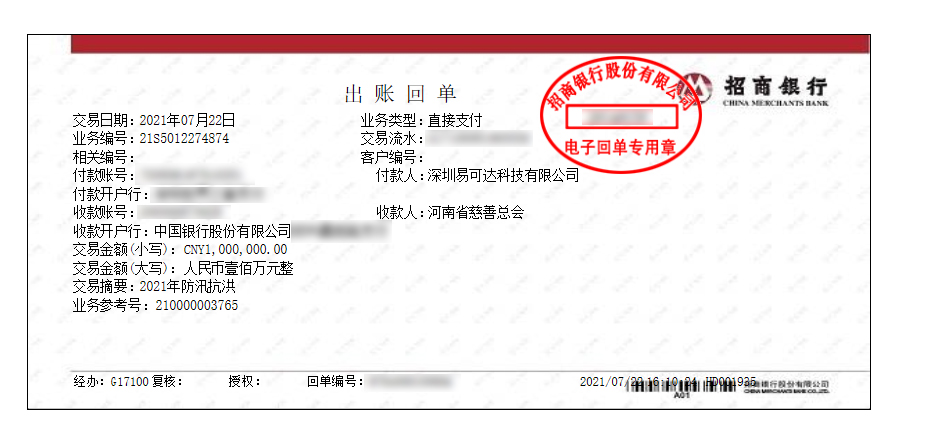 招商银行股份有限公司
电子回单专用章
招商银行
CHINA MERCHANTS BANK
出账回单
交易日期：2021年07月22日 业务类型：直接支付
业务编号：21S5012274874 交易流水：
相关编号： 客户编号：
付款账号： 付款人：深圳易可达科技有限公司
付款开户行：
收款账号： 收款人：河南省慈善总会
收款开户行：中国银行股份有限公司
交易金额(小写)：CNY1,000,000.00
交易金额(大写)：人民币壹佰万元整
交易摘要：2021年防汛抗洪
业务参考号：210000003765
经办：G17100 复核： 授权： 回单编号： 2021/07/22 16:10:24 HD001935
招商银行股份有限公司
CHINA MERCHANTS BANK CO.,LTD.
A01